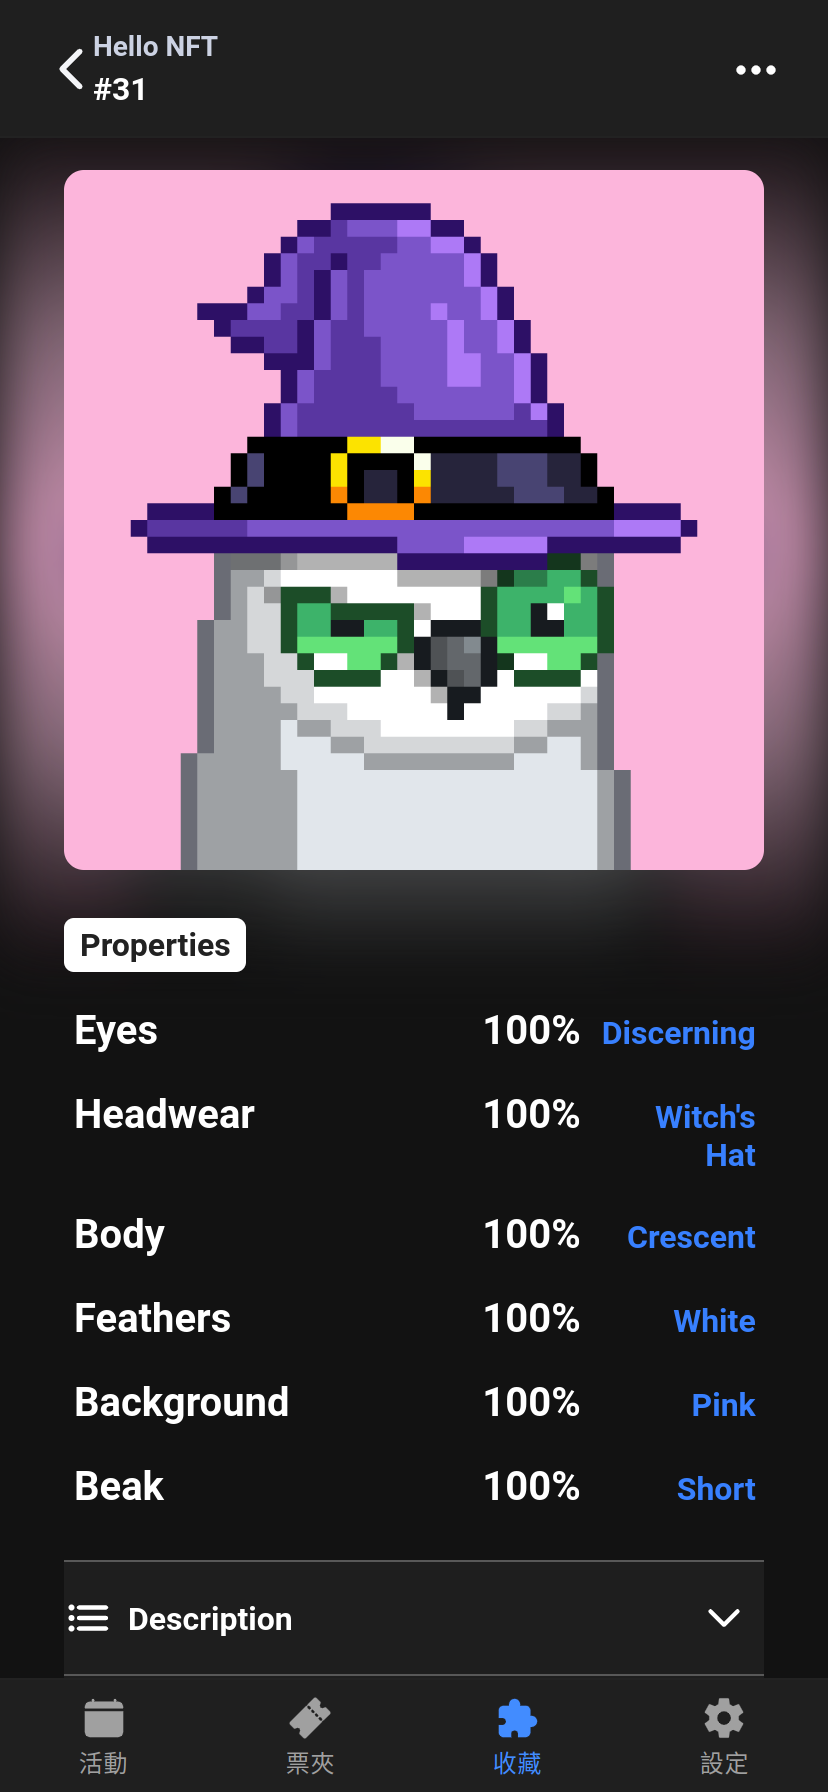 Hello NFT
#31
Properties
Eyes 100% Discerning
Headwear 100% Witch's
Hat
Body 100% Crescent
Feathers 100% White
Background 100% Pink
Beak 100% Short
Description
活動 票夾 收藏 設定